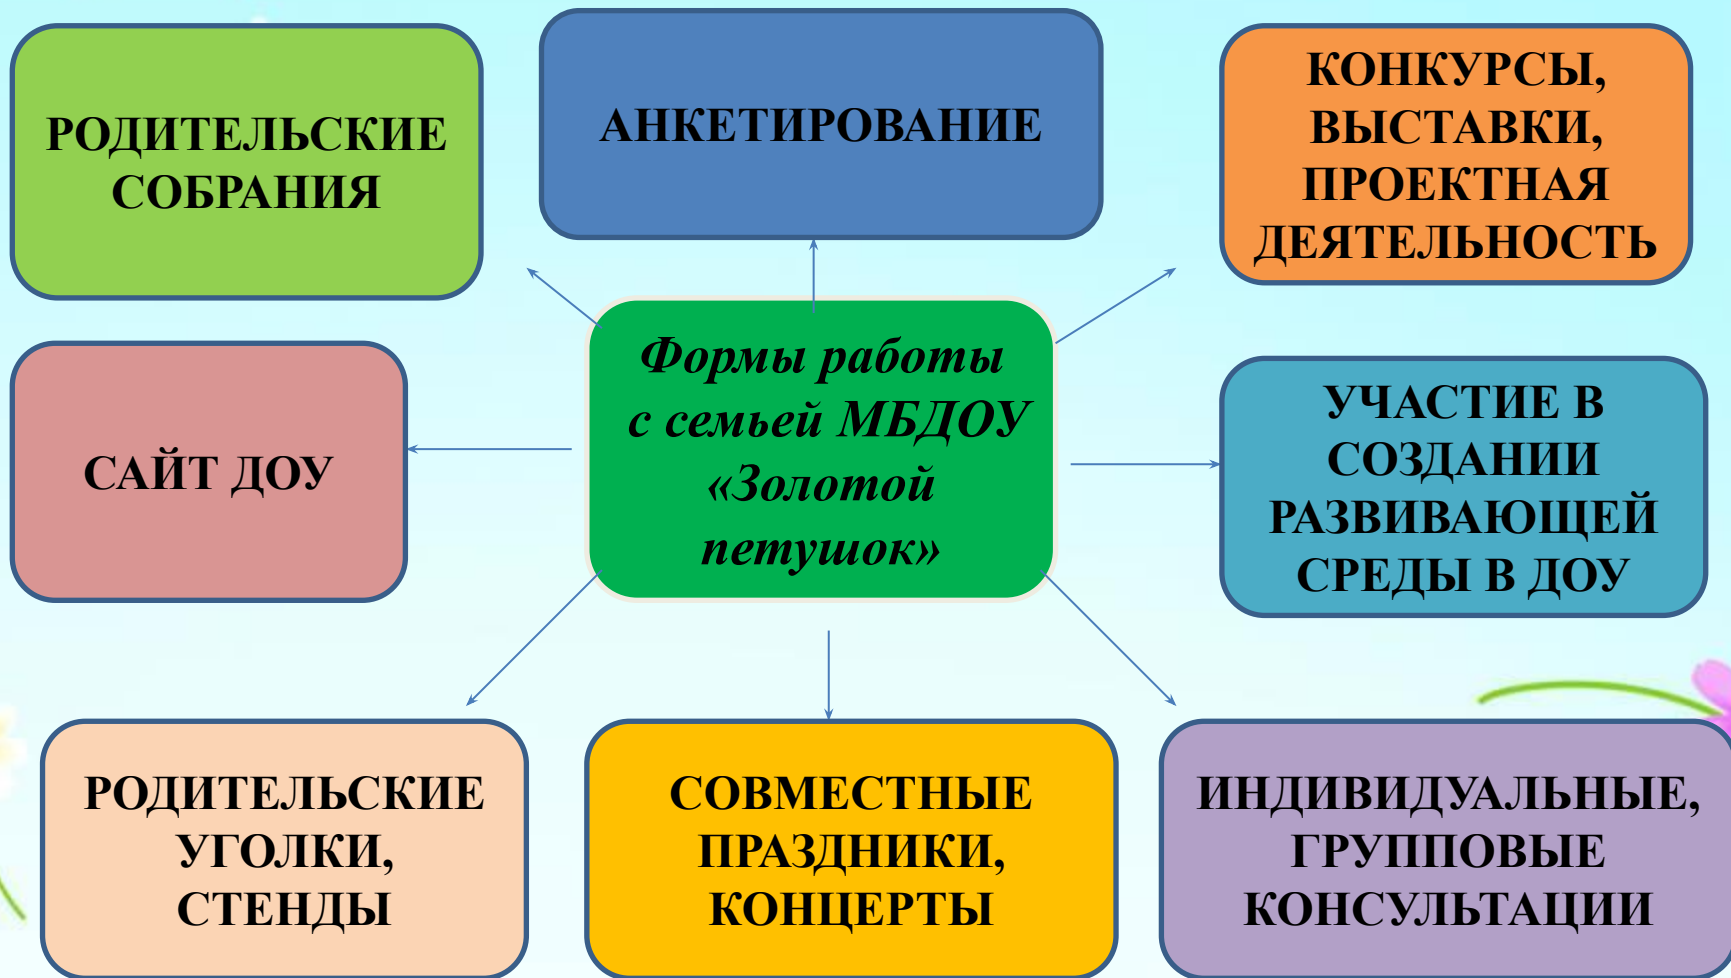 РОДИТЕЛЬСКИЕ
СОБРАНИЯ
АНКЕТИРОВАНИЕ
КОНКУРСЫ,
ВЫСТАВКИ,
ПРОЕКТНАЯ
ДЕЯТЕЛЬНОСТЬ
Формы работы
с семьей МБДОУ
«Золотой
петушок»
САЙТ ДОУ
УЧАСТИЕ В
СОЗДАНИИ
РАЗВИВАЮЩЕЙ
СРЕДЫ В ДОУ
РОДИТЕЛЬСКИЕ
УГОЛКИ,
СТЕНДЫ
СОВМЕСТНЫЕ
ПРАЗДНИКИ,
КОНЦЕРТЫ
ИНДИВИДУАЛЬНЫЕ,
ГРУППОВЫЕ
КОНСУЛЬТАЦИИ